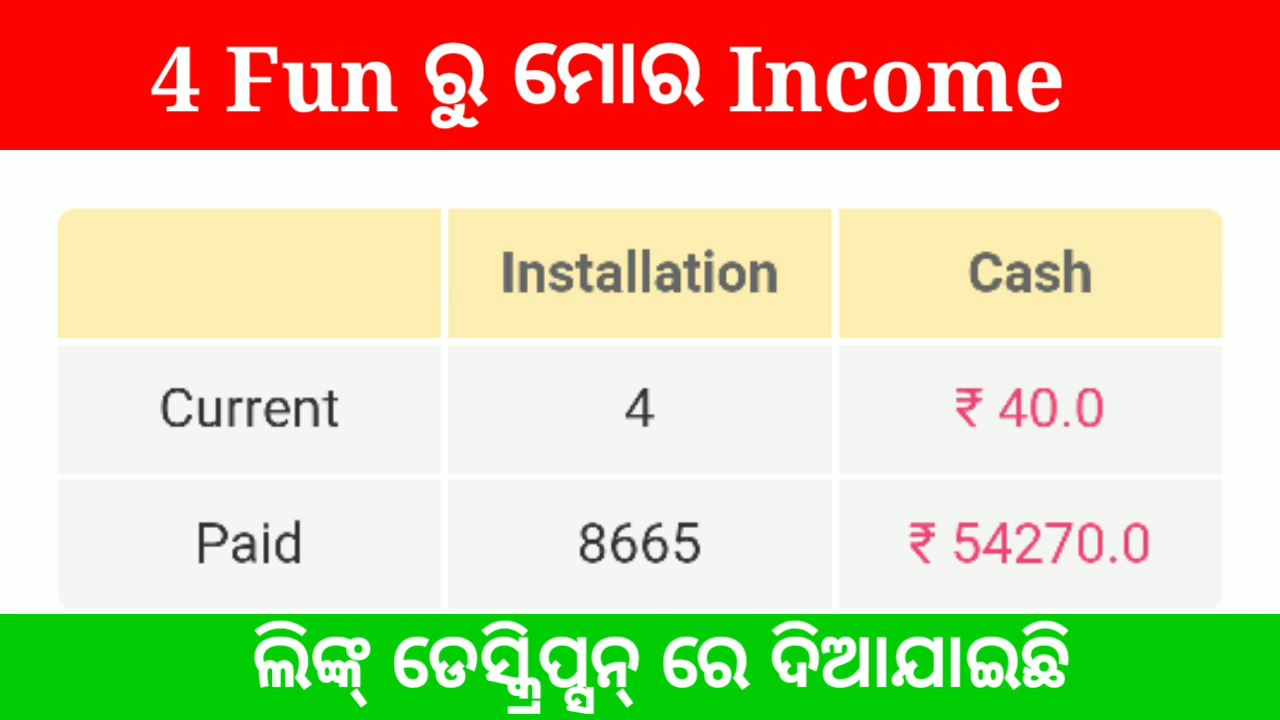 4 Fun ରୁ ମୋର Income
Installation Cash
Current 4 ₹ 40.0
Paid 8665 ₹ 54270.0
ଲିଙ୍କ୍ ଡେସ୍କ୍ରିପ୍ସନ୍ ରେ ଦିଆଯାଇଛି